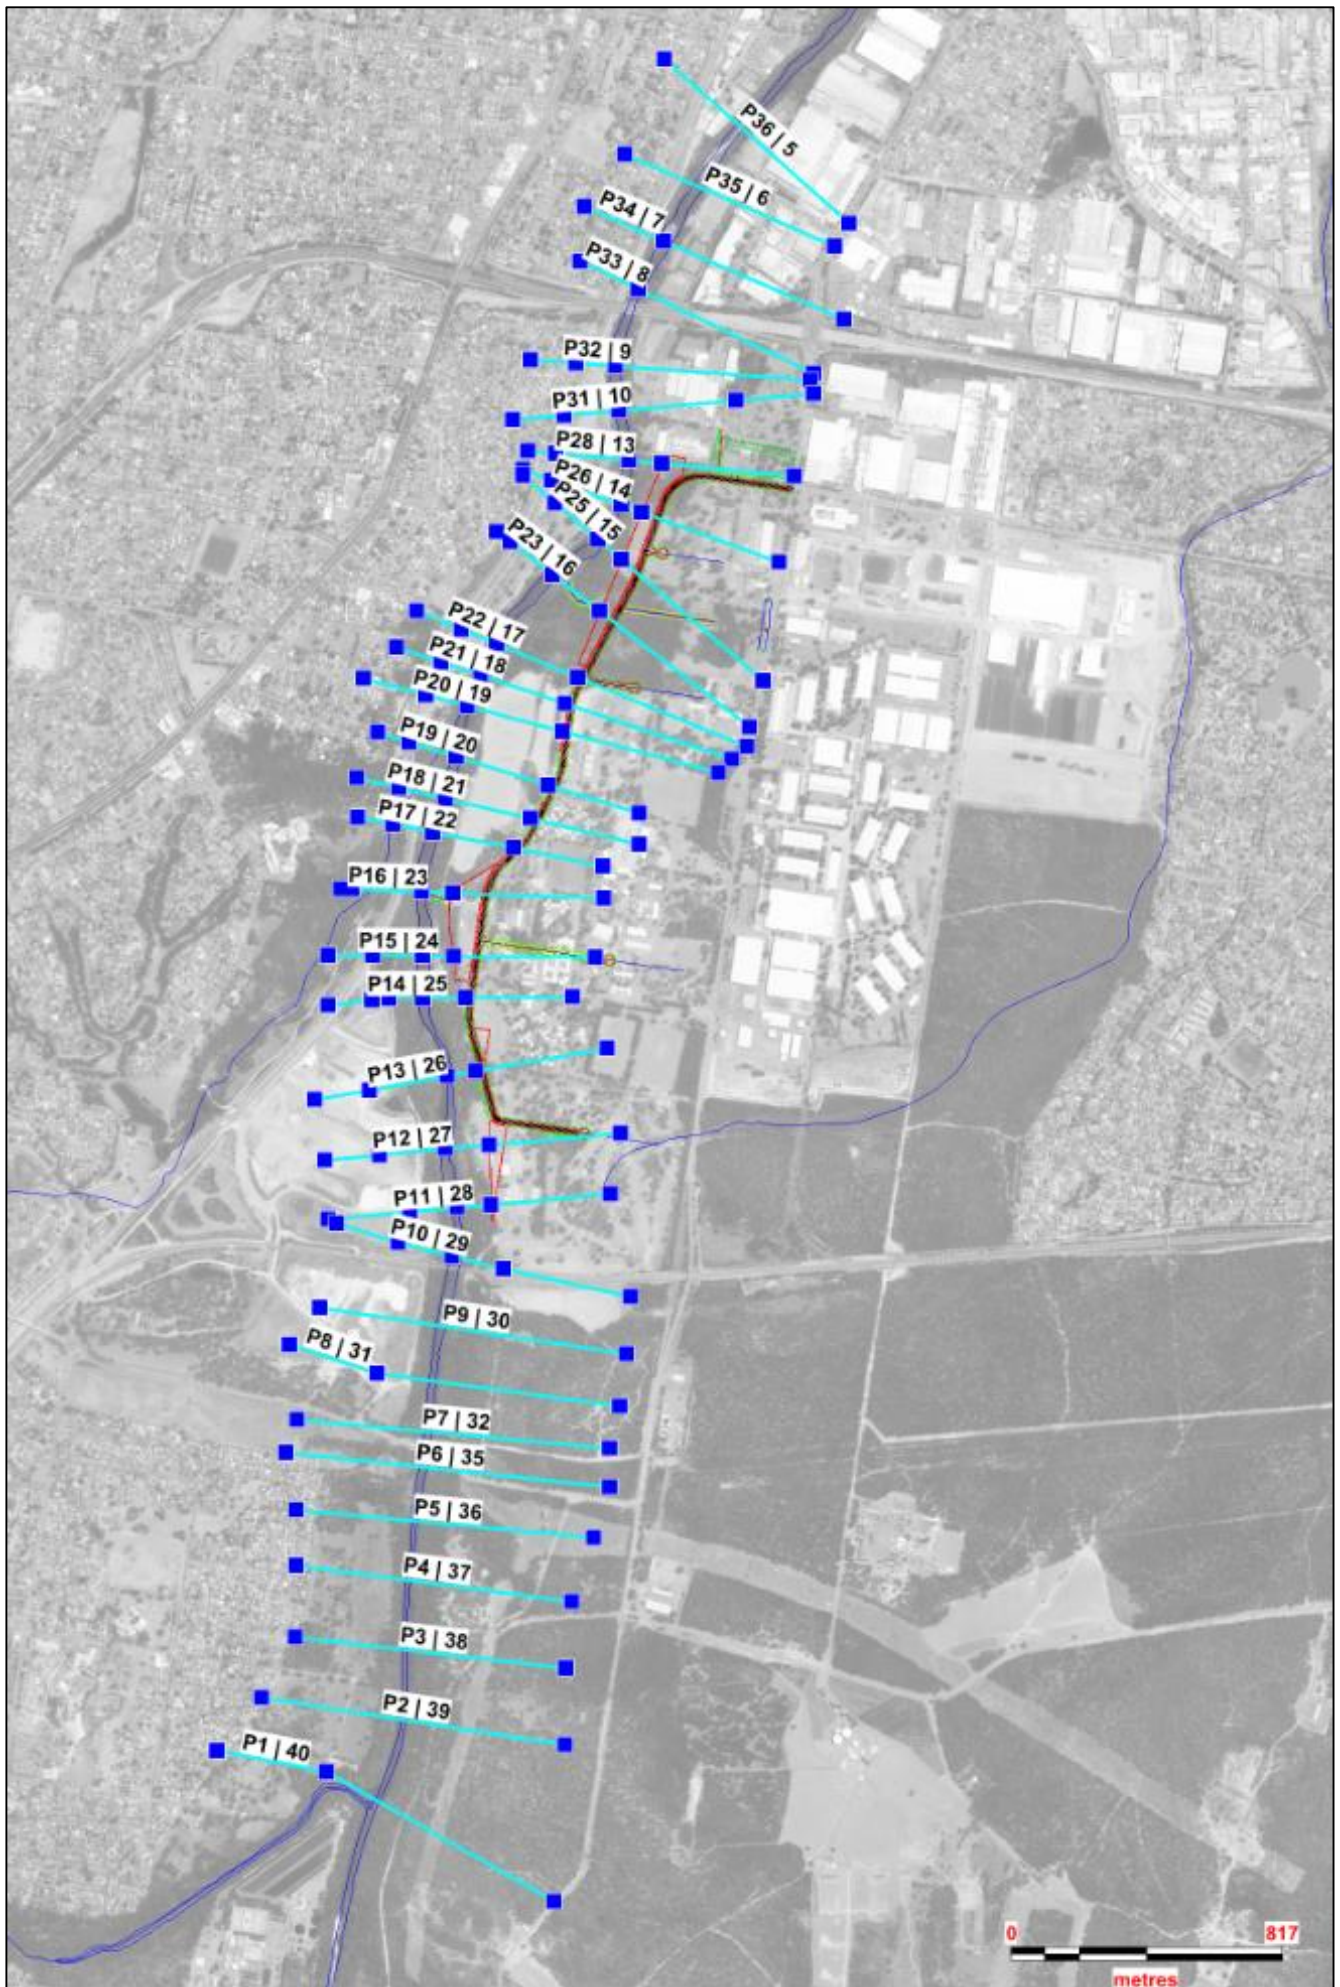 P36 | 5
P35 | 6
P34 | 7
P33 | 8
P32 | 9
P31 | 10
P28 | 13
P26 | 14
P25 | 15
P23 | 16
P22 | 17
P21 | 18
P20 | 19
P19 | 20
P18 | 21
P17 | 22
P16 | 23
P15 | 24
P14 | 25
P13 | 26
P12 | 27
P11 | 28
P10 | 29
P9 | 30
P8 | 31
P7 | 32
P6 | 35
P5 | 36
P4 | 37
P3 | 38
P2 | 39
P1 | 40
0 817
metres